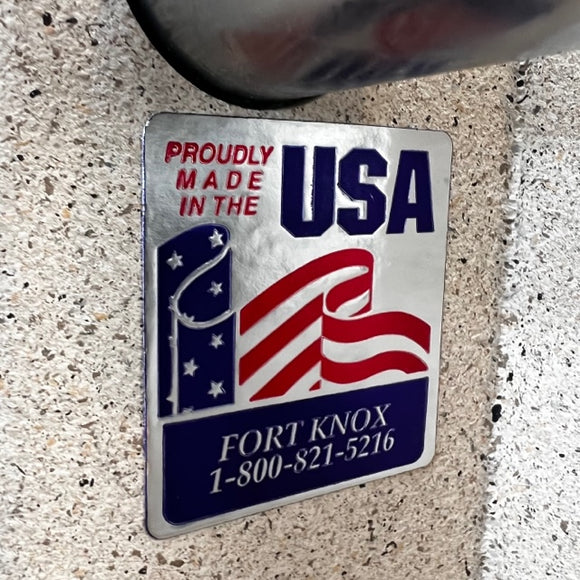 PROUDLY
MADE
IN THE
USA
FORT KNOX
1-800-821-5216